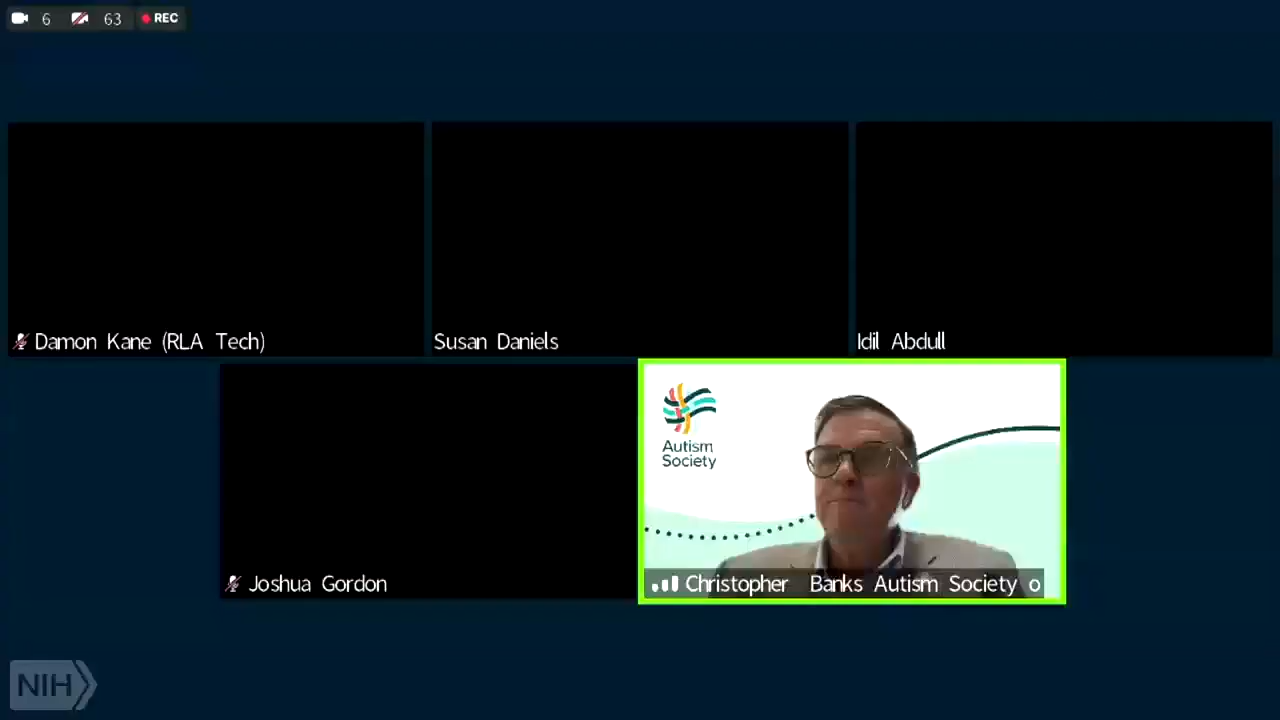 6 63 REC
Damon Kane (RLA Tech)
Susan Daniels
Idil Abdull
Autism
Society
Joshua Gordon
Christopher Banks Autism Society o
NIH